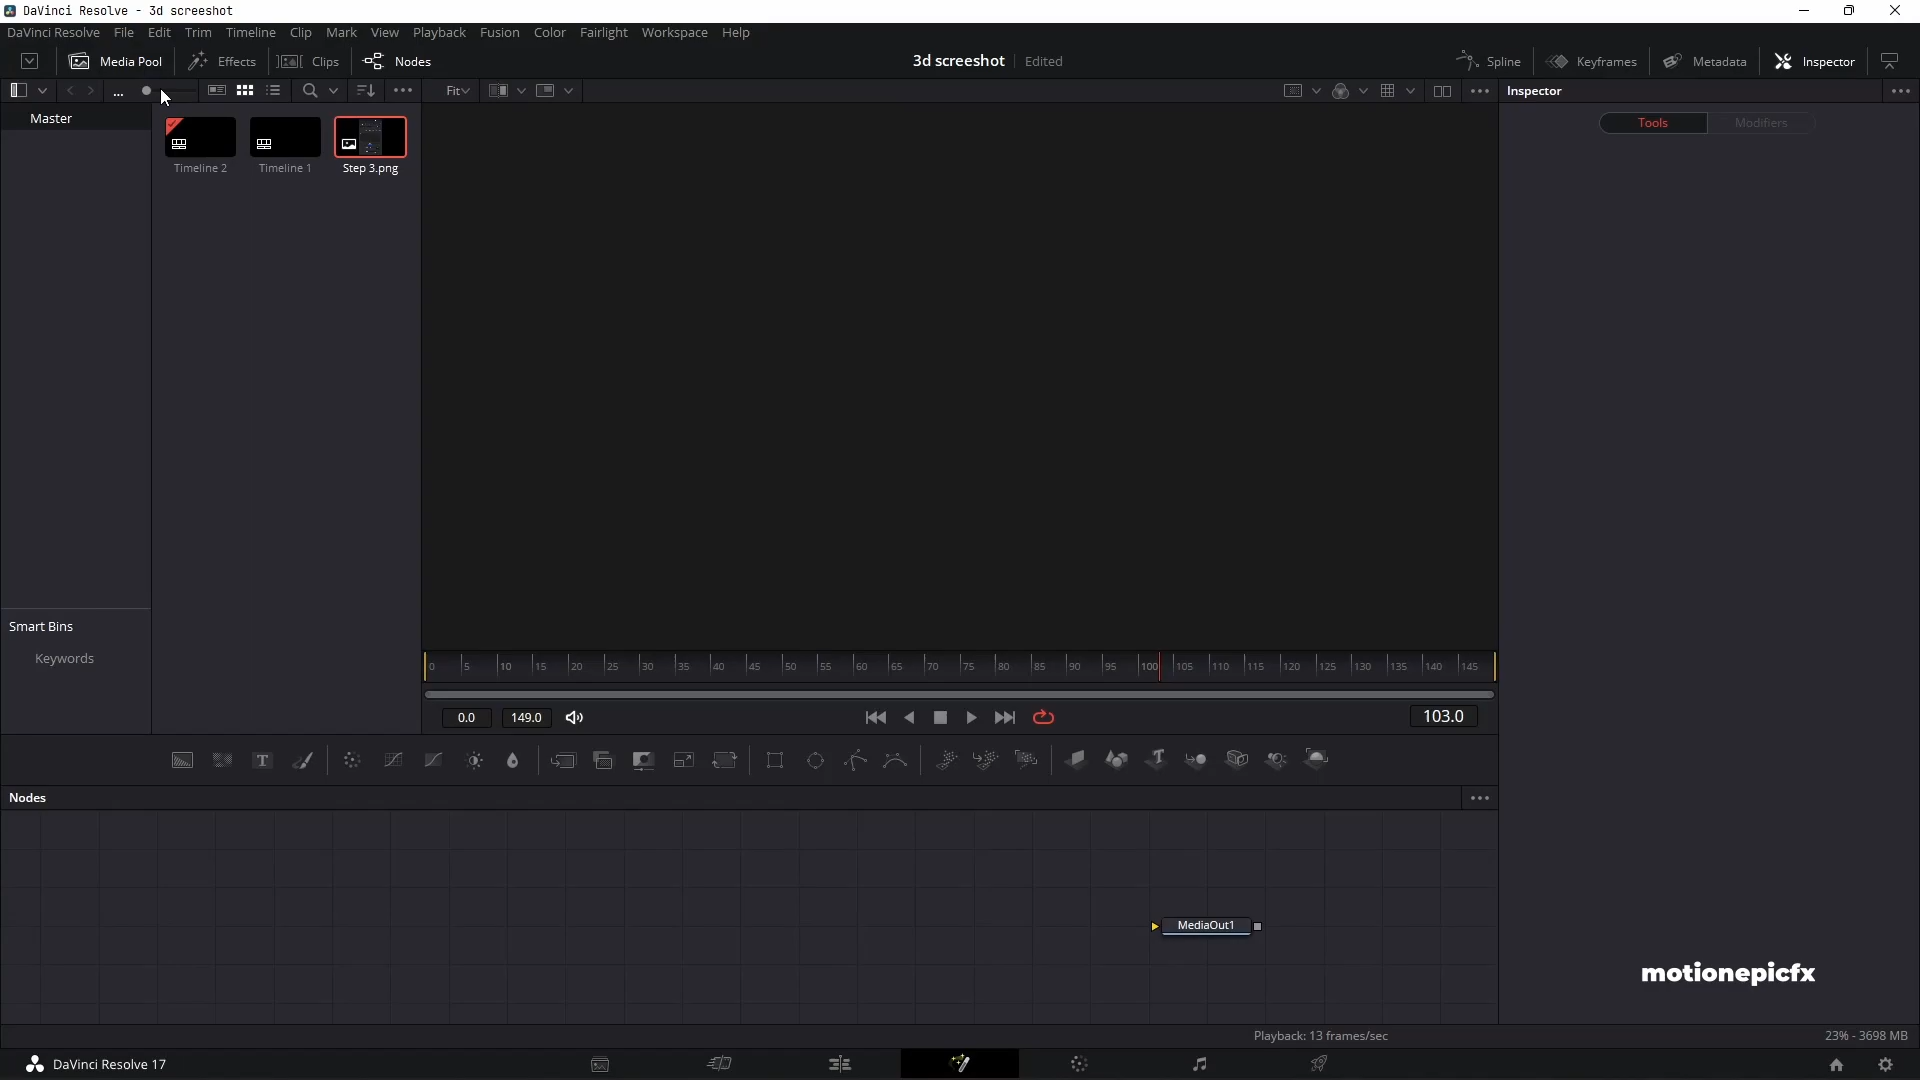 DaVinci Resolve - 3d screeshot
DaVinci Resolve File Edit Trim Timeline Clip Mark View Playback Fusion Color Fairlight Workspace Help
Media Pool Effects Clips Nodes 3d screeshot Edited Spline Keyframes Metadata Inspector
Fit Inspector
Master Tools Modifiers
Timeline 2 Timeline 1 Step 3.png
Smart Bins
Keywords
0 5 10 15 20 25 30 35 40 45 50 55 60 65 70 75 80 85 90 95 100 105 110 115 120 125 130 135 140 145
0.0 149.0 103.0
Nodes
MediaOut1
motionepicfx
Playback: 13 frames/sec 23% - 3698 MB
DaVinci Resolve 17